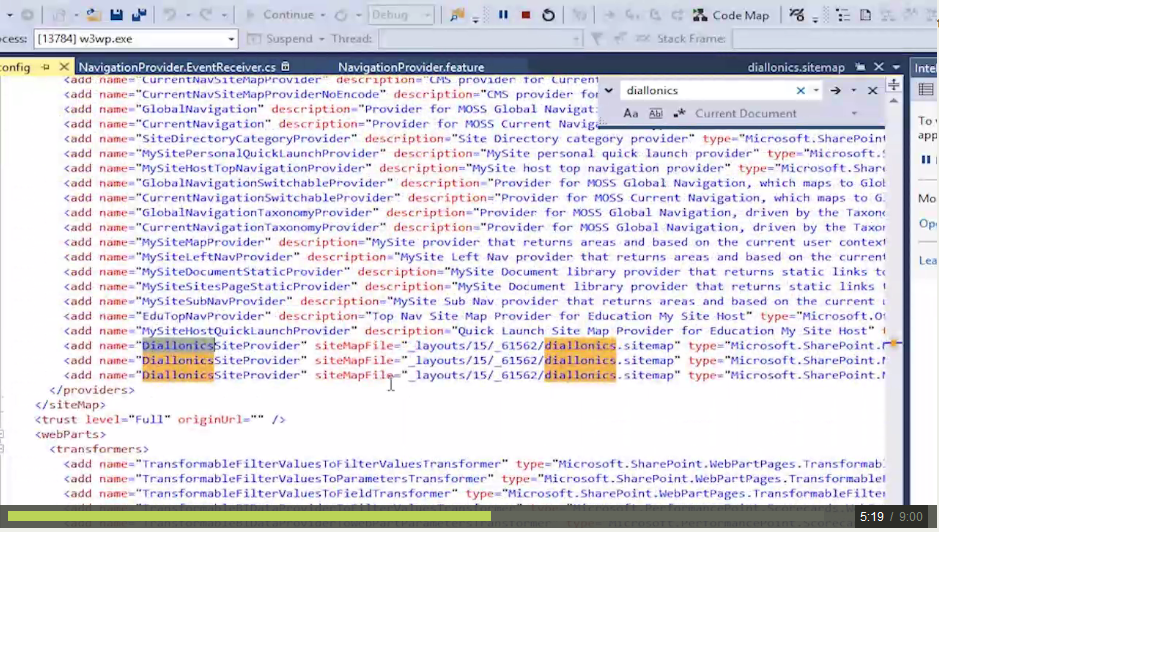 Continue Debug Code Map
cess: [13784] w3wp.exe Suspend Thread: Stack Frame:
onfig NavigationProvider.EventReceiver.cs NavigationProvider.feature diallonics.sitemap
<add name="CurrentNavSiteMapProvider" description="CMS provider for Current
<add name="CurrentNavSiteMapProviderNoEncode" description="CMS provider for
<add name="GlobalNavigation" description="Provider for MOSS Global Navigati
<add name="CurrentNavigation" description="Provider for MOSS Current Naviga
<add name="SiteDirectoryCategoryProvider" description="Site Directory category provider" type="Microsoft.SharePoint
<add name="MySitePersonalQuickLaunchProvider" description="MySite personal quick launch provider" type="Microsoft.S
<add name="MySiteHostTopNavigationProvider" description="MySite host top navigation provider" type="Microsoft.Share
<add name="GlobalNavigationSwitchableProvider" description="Provider for MOSS Global Navigation, which maps to Glob
<add name="CurrentNavigationSwitchableProvider" description="Provider for MOSS Current Navigation, which maps to G
<add name="GlobalNavigationTaxonomyProvider" description="Provider for MOSS Global Navigation, driven by the Taxono
<add name="CurrentNavigationTaxonomyProvider" description="Provider for MOSS Current Navigation, driven by the Taxo
<add name="MySiteMapProvider" description="MySite provider that returns areas and based on the current user context
<add name="MySiteLeftNavProvider" description="MySite Left Nav provider that returns areas and based on the current
<add name="MySiteDocumentStaticProvider" description="MySite Document library provider that returns static links to
<add name="MySiteSitesPageStaticProvider" description="MySite Document library provider that returns static links
<add name="MySiteSubNavProvider" description="MySite Sub Nav provider that returns areas and based on the current u
<add name="EduTopNavProvider" description="Top Nav Site Map Provider for Education My Site Host" type="Microsoft.Of
<add name="MySiteHostQuickLaunchProvider" description="Quick Launch Site Map Provider for Education My Site Host" t
<add name="DiallonicsSiteProvider" siteMapFile="_layouts/15/_61562/diallonics.sitemap" type="Microsoft.SharePoint.
<add name="DiallonicsSiteProvider" siteMapFile="_layouts/15/_61562/diallonics.sitemap" type="Microsoft.SharePoint.
<add name="DiallonicsSiteProvider" siteMapFile="_layouts/15/_61562/diallonics.sitemap" type="Microsoft.SharePoint.
</providers>
</siteMap>
<trust level="Full" originUrl="" />
<webParts>
<transformers>
<add name="TransformableFilterValuesToFilterValuesTransformer" type="Microsoft.SharePoint.WebPartPages.Transformab
<add name="TransformableFilterValuesToParametersTransformer" type="Microsoft.SharePoint.WebPartPages.TransformableF
<add name="TransformableFilterValuesToFieldTransformer" type="Microsoft.SharePoint.WebPartPages.TransformableFilter
diallonics
Aa Ab .* Current Document
Intel
To
app
Mo
Ope
Lea
5:19 / 9:00